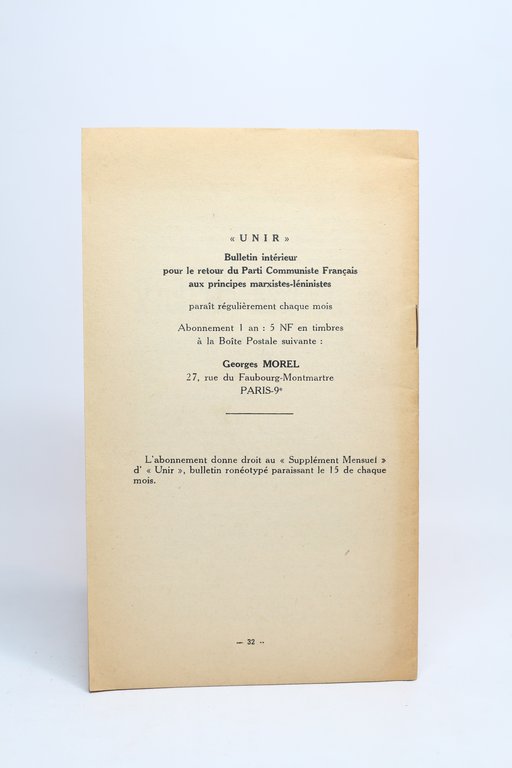 « UNIR »
Bulletin intérieur
pour le retour du Parti Communiste Français
aux principes marxistes-léninistes
paraît régulièrement chaque mois
Abonnement 1 an : 5 NF en timbres
à la Boîte Postale suivante :
Georges MOREL
27, rue du Faubourg-Montmartre
PARIS-9ᵉ
L'abonnement donne droit au « Supplément Mensuel »
d' « Unir », bulletin ronéotypé paraissant le 15 de chaque
mois.
— 32 —